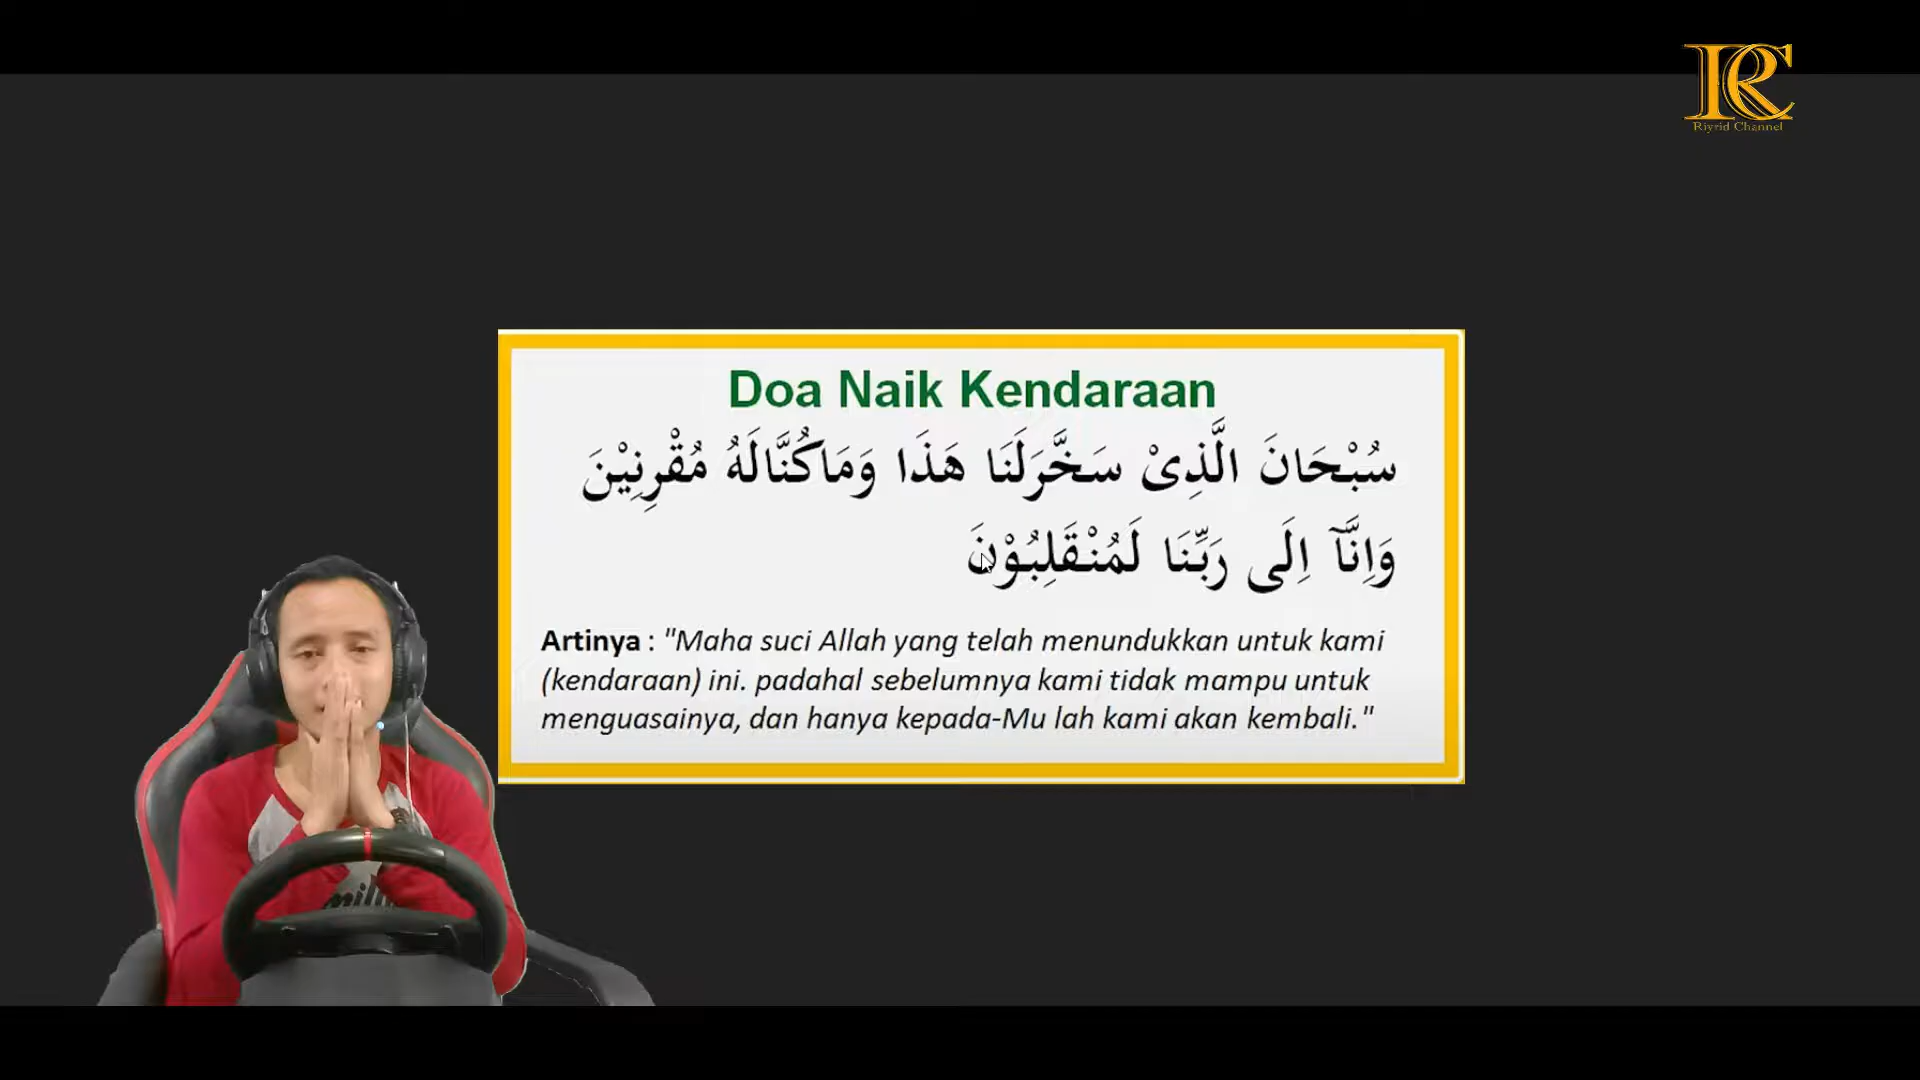 RC
Riyrid Channel
Doa Naik Kendaraan
سُبْحَانَ الَّذِىْ سَخَّرَلَنَا هَذَا وَمَاكُنَّالَهُ مُقْرِنِيْنَ
وَاِنَّآ اِلَى رَبِّنَا لَمُنْقَلِبُوْنَ
Artinya : "Maha suci Allah yang telah menundukkan untuk kami
(kendaraan) ini. padahal sebelumnya kami tidak mampu untuk
menguasainya, dan hanya kepada-Mu lah kami akan kembali."